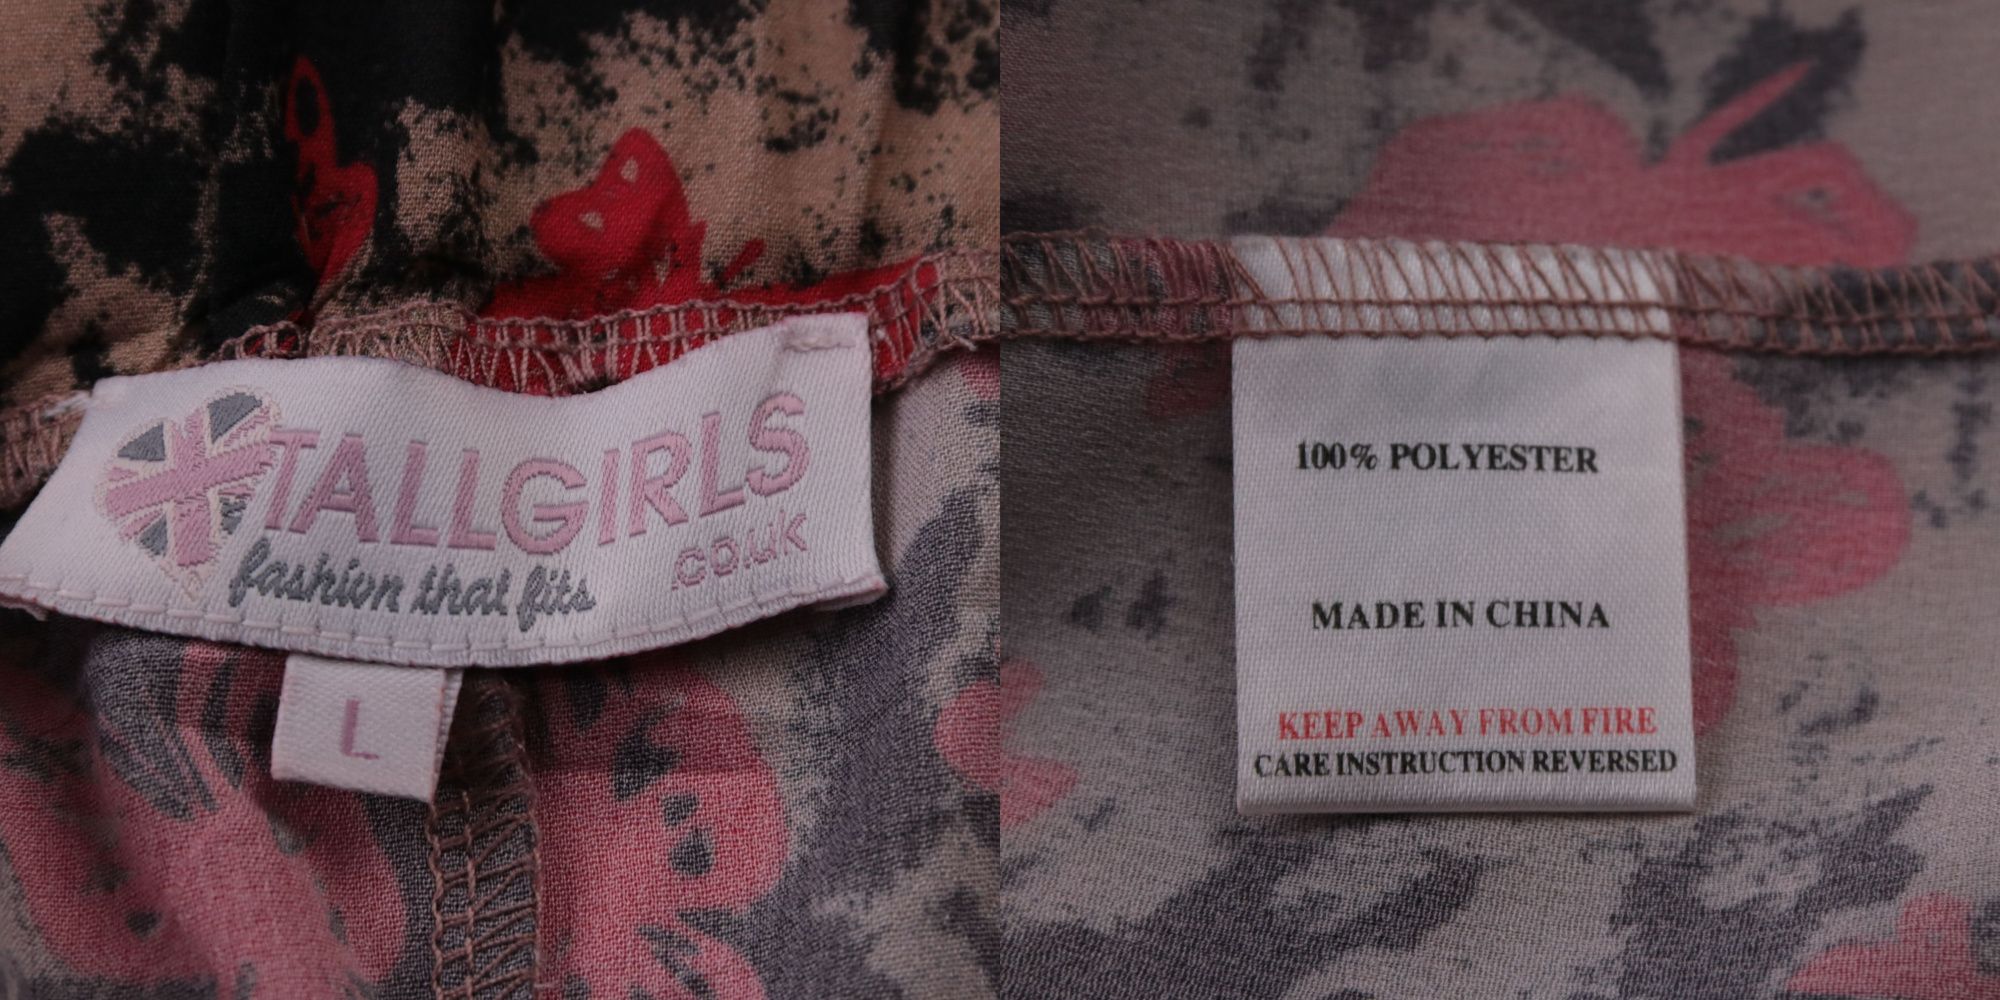 TALLGIRLS
.co.uk
fashion that fits
L
100% POLYESTER
MADE IN CHINA
KEEP AWAY FROM FIRE
CARE INSTRUCTION REVERSED